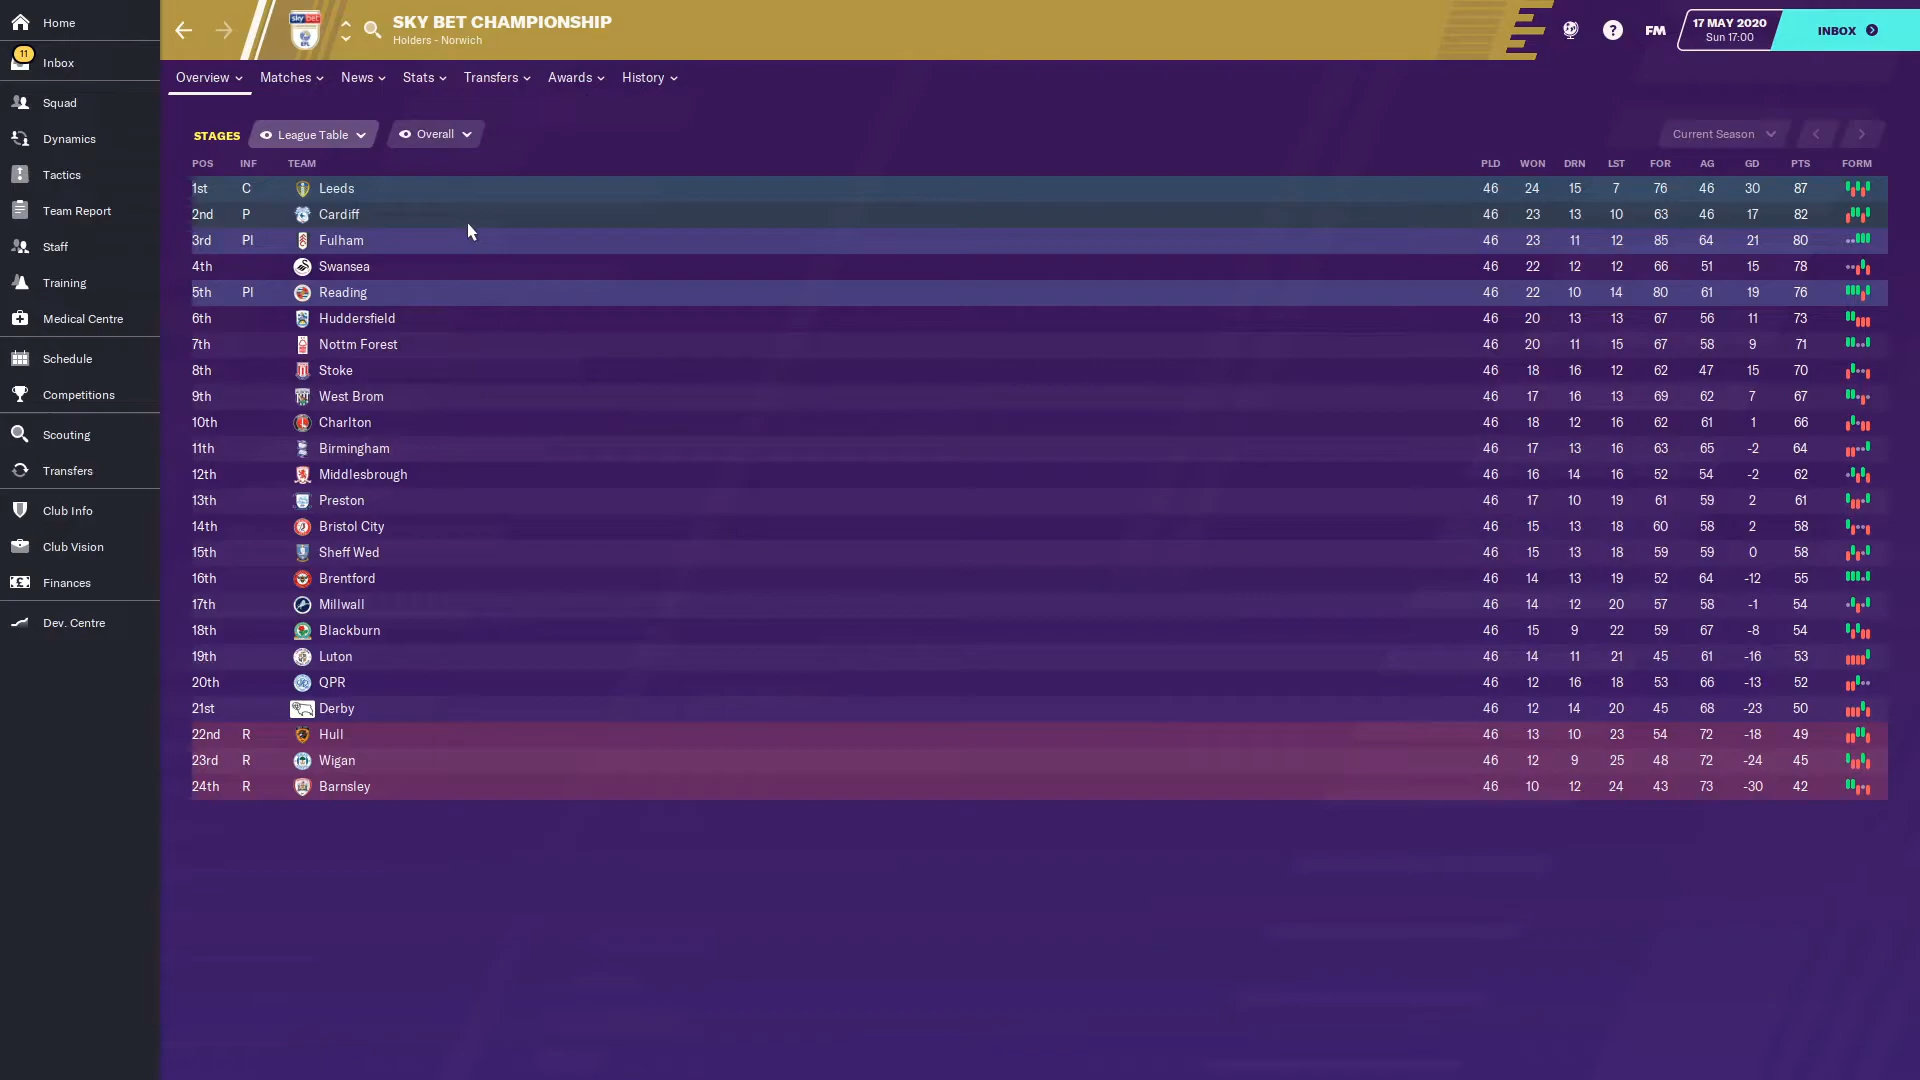 Home
11
Inbox
Squad
Dynamics
Tactics
Team Report
Staff
Training
Medical Centre
Schedule
Competitions
Scouting
Transfers
Club Info
Club Vision
Finances
Dev. Centre
sky bet
EFL
SKY BET CHAMPIONSHIP
Holders - Norwich
? FM
17 MAY 2020
Sun 17:00
INBOX
Overview Matches News Stats Transfers Awards History
STAGES League Table Overall Current Season
POS INF TEAM PLD WON DRN LST FOR AG GD PTS FORM
1st C Leeds 46 24 15 7 76 46 30 87
2nd P Cardiff 46 23 13 10 63 46 17 82
3rd Pl Fulham 46 23 11 12 85 64 21 80
4th Swansea 46 22 12 12 66 51 15 78
5th Pl Reading 46 22 10 14 80 61 19 76
6th Huddersfield 46 20 13 13 67 56 11 73
7th Nottm Forest 46 20 11 15 67 58 9 71
8th Stoke 46 18 16 12 62 47 15 70
9th West Brom 46 17 16 13 69 62 7 67
10th Charlton 46 18 12 16 62 61 1 66
11th Birmingham 46 17 13 16 63 65 -2 64
12th Middlesbrough 46 16 14 16 52 54 -2 62
13th Preston 46 17 10 19 61 59 2 61
14th Bristol City 46 15 13 18 60 58 2 58
15th Sheff Wed 46 15 13 18 59 59 0 58
16th Brentford 46 14 13 19 52 64 -12 55
17th Millwall 46 14 12 20 57 58 -1 54
18th Blackburn 46 15 9 22 59 67 -8 54
19th Luton 46 14 11 21 45 61 -16 53
20th QPR 46 12 16 18 53 66 -13 52
21st Derby 46 12 14 20 45 68 -23 50
22nd R Hull 46 13 10 23 54 72 -18 49
23rd R Wigan 46 12 9 25 48 72 -24 45
24th R Barnsley 46 10 12 24 43 73 -30 42